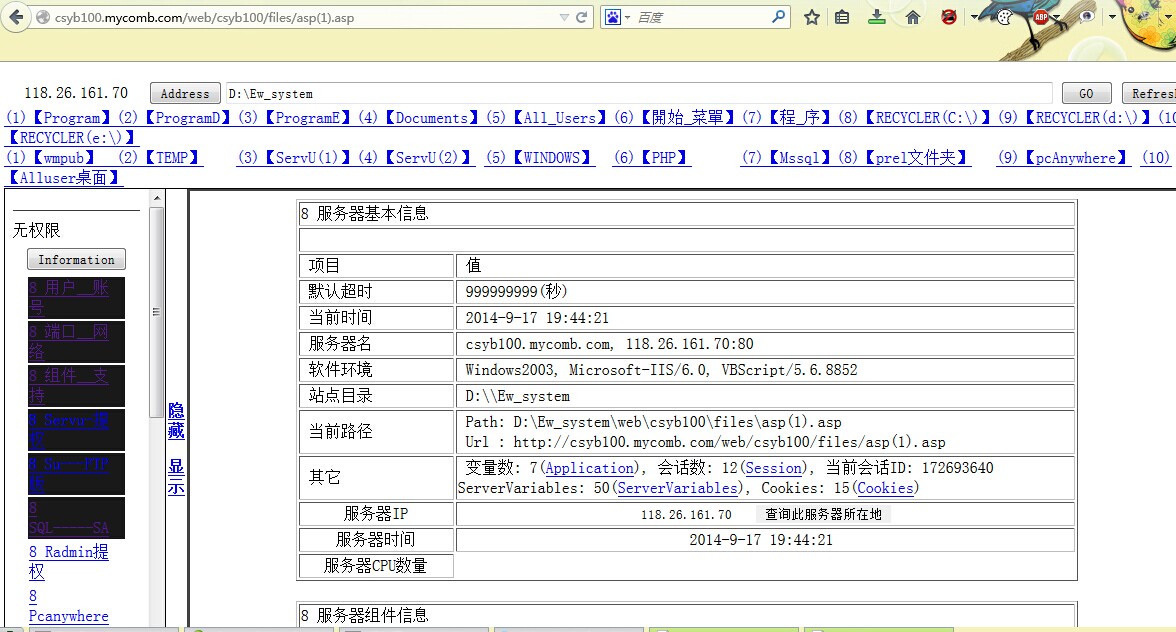 csyb100.mycomb.com/web/csyb100/files/asp(1).asp
百度
ABP
118.26.161.70 Address D:\Ew_system GO Refres
(1)【Program】(2)【ProgramD】(3)【ProgramE】(4)【Documents】(5)【All_Users】(6)【開始_菜單】(7)【程_序】(8)【RECYCLER(C:\)】(9)【RECYCLER(d:\)】(10
【RECYCLER(e:\)】
(1)【wmpub】 (2)【TEMP】 (3)【ServU(1)】(4)【ServU(2)】 (5)【WINDOWS】 (6)【PHP】 (7)【Mssql】(8)【prel文件夹】 (9)【pcAnywhere】 (10)
【Alluser桌面】
无权限
Information
8 用户__账
号
8 端口__网
络
8 组件__支
持
8 Servu-提
权
8 Su---FTP
8
SQL-----SA
8 Radmin提
权
8
Pcanywhere
隐
藏
显
示
8 服务器基本信息
项目 值
默认超时 999999999(秒)
当前时间 2014-9-17 19:44:21
服务器名 csyb100.mycomb.com, 118.26.161.70:80
软件环境 Windows2003, Microsoft-IIS/6.0, VBScript/5.6.8852
站点目录 D:\\Ew_system
当前路径 Path: D:\Ew_system\web\csyb100\files\asp(1).asp
Url : http://csyb100.mycomb.com/web/csyb100/files/asp(1).asp
其它 变量数: 7(Application), 会话数: 12(Session), 当前会话ID: 172693640
ServerVariables: 50(ServerVariables), Cookies: 15(Cookies)
服务器IP 118.26.161.70 查询此服务器所在地
服务器时间 2014-9-17 19:44:21
服务器CPU数量
8 服务器组件信息